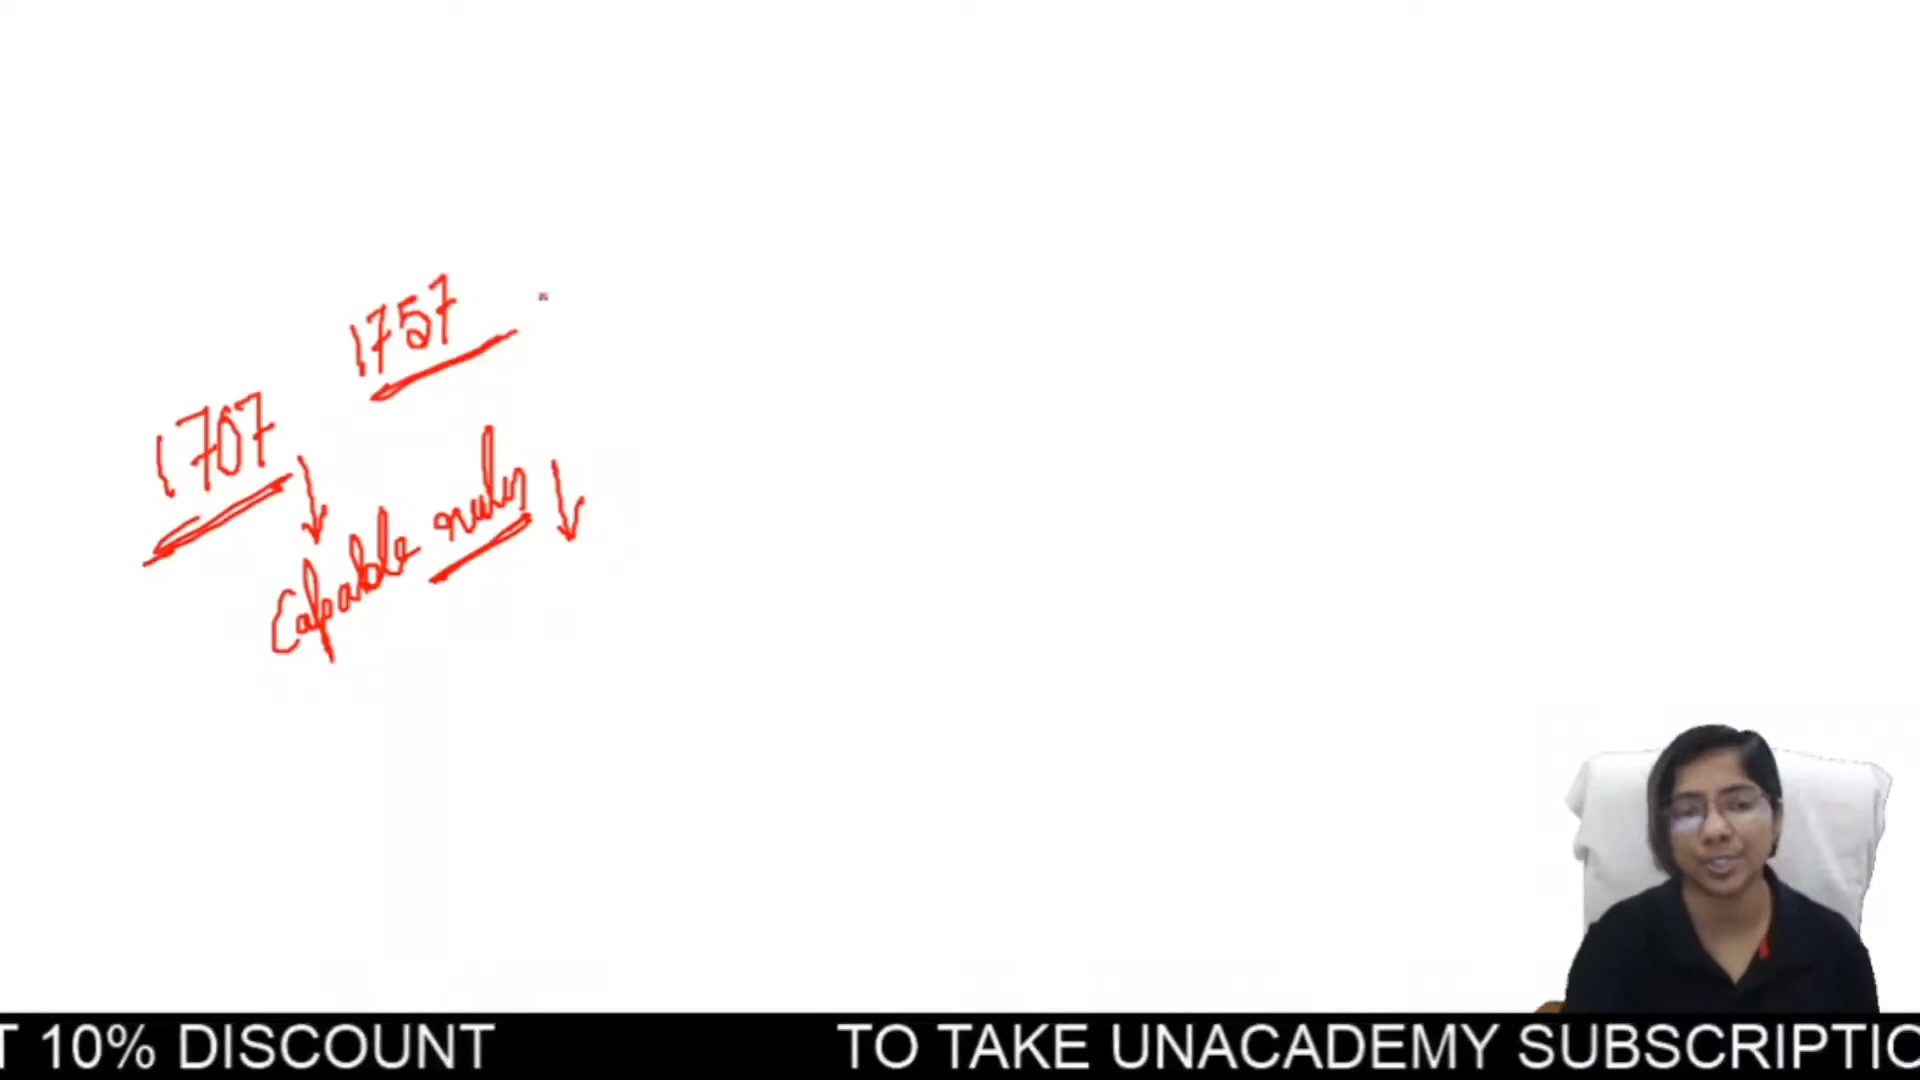 1757
1707
Capable rulers
T 10% DISCOUNT TO TAKE UNACADEMY SUBSCRIPTIO